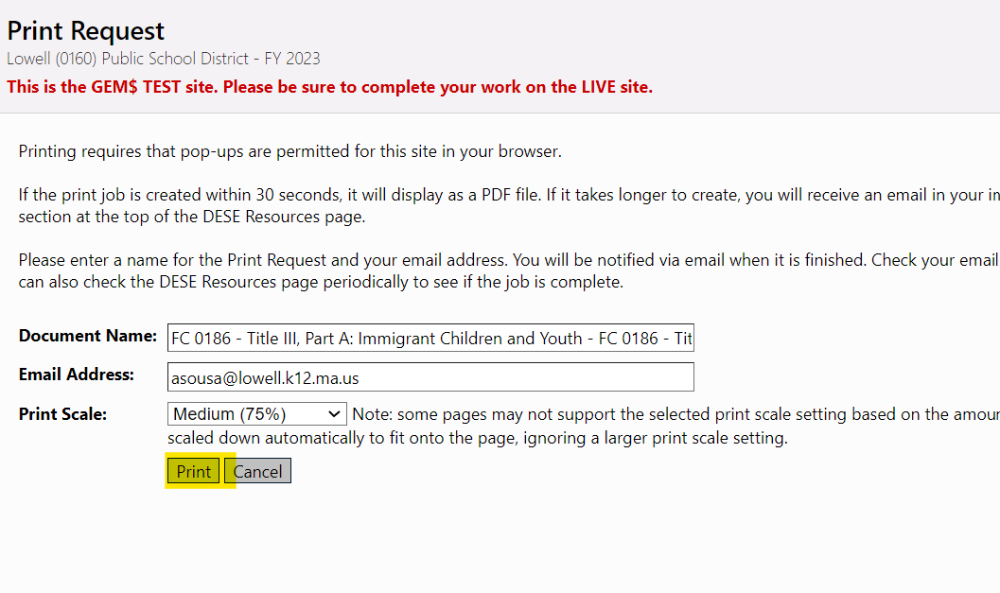 Print Request
Lowell (0160) Public School District - FY 2023
This is the GEM$ TEST site. Please be sure to complete your work on the LIVE site.
Printing requires that pop-ups are permitted for this site in your browser.
If the print job is created within 30 seconds, it will display as a PDF file. If it takes longer to create, you will receive an email in your
section at the top of the DESE Resources page.
Please enter a name for the Print Request and your email address. You will be notified via email when it is finished. Check your email
can also check the DESE Resources page periodically to see if the job is complete.
Document Name: FC 0186 - Title III, Part A: Immigrant Children and Youth - FC 0186 - Tit
Email Address: asousa@lowell.k12.ma.us
Print Scale: Medium (75%) Note: some pages may not support the selected print scale setting based on the
scaled down automatically to fit onto the page, ignoring a larger print scale setting.
Print Cancel